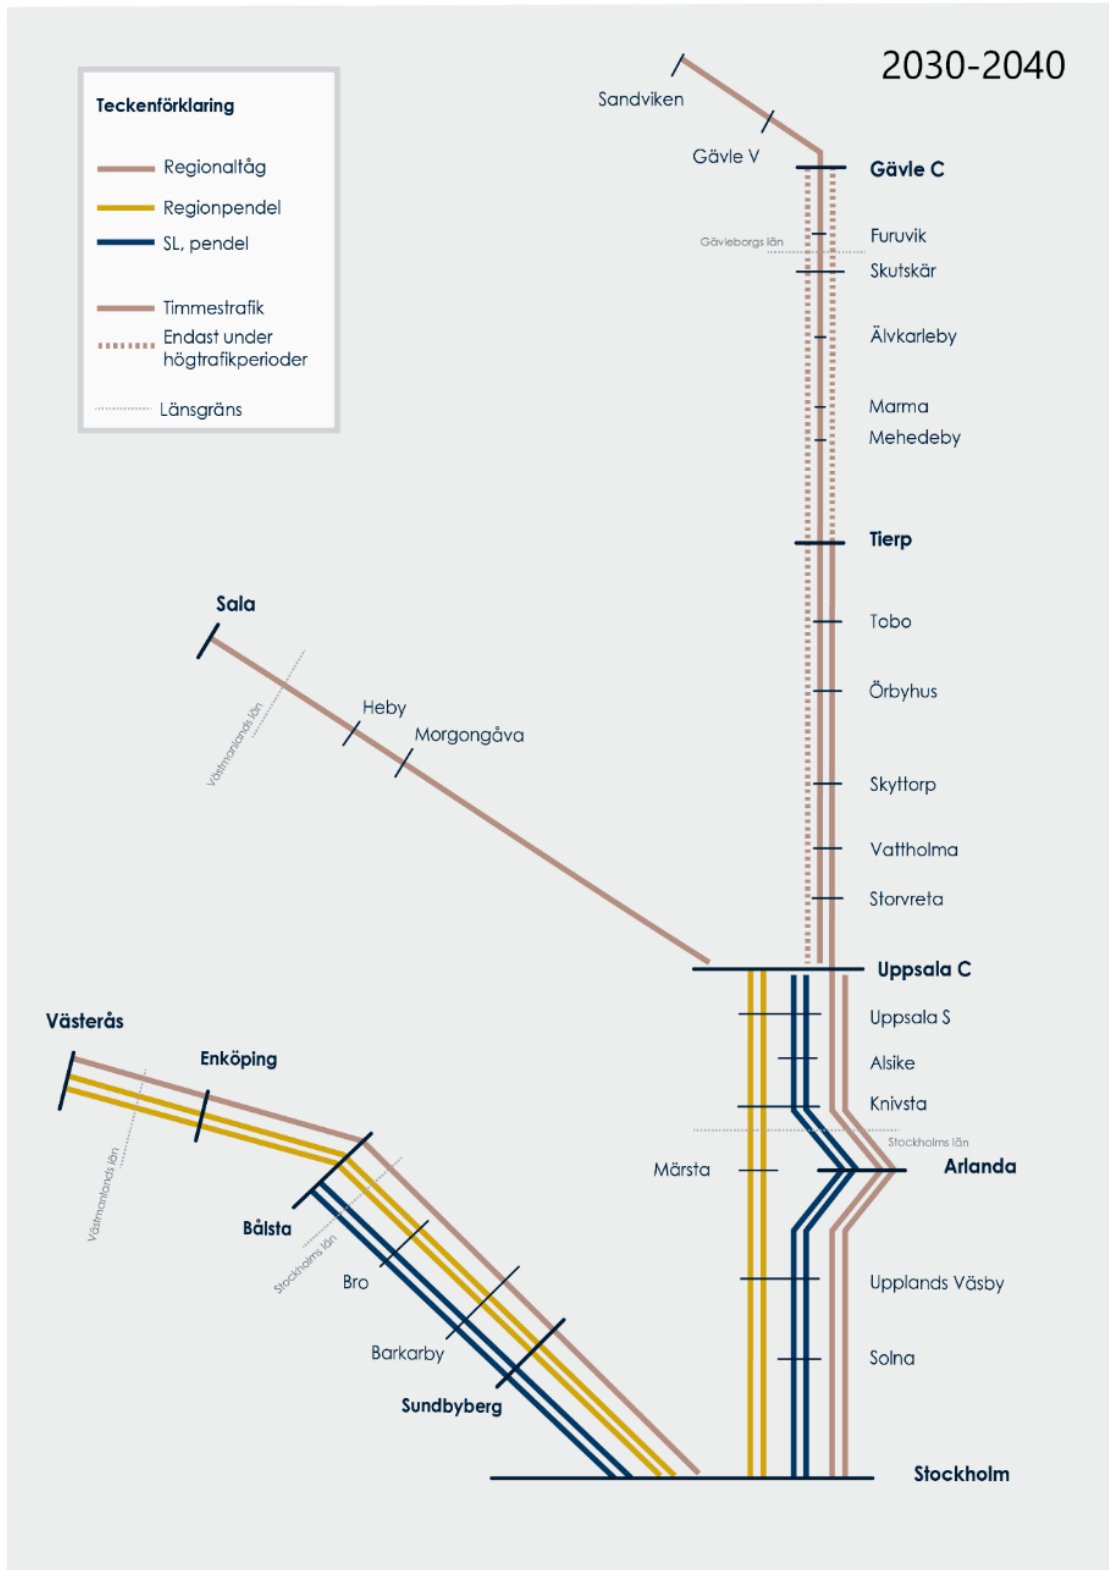 2030-2040
Teckenförklaring
Regionaltåg
Regionpendel
SL, pendel
Timmestrafik
Endast under
högtrafikperioder
Länsgräns
Sandviken
Gävle V
Gävle C
Furuvik
Gävleborgs län
Skutskär
Älvkarleby
Marma
Mehedeby
Tierp
Tobo
Örbyhus
Skyttorp
Vattholma
Storvreta
Sala
Västmanlands län
Heby
Morgongåva
Uppsala C
Uppsala S
Alsike
Knivsta
Stockholms län
Märsta
Arlanda
Upplands Väsby
Solna
Västerås
Enköping
Västmanlands län
Bålsta
Stockholms län
Bro
Barkarby
Sundbyberg
Stockholm